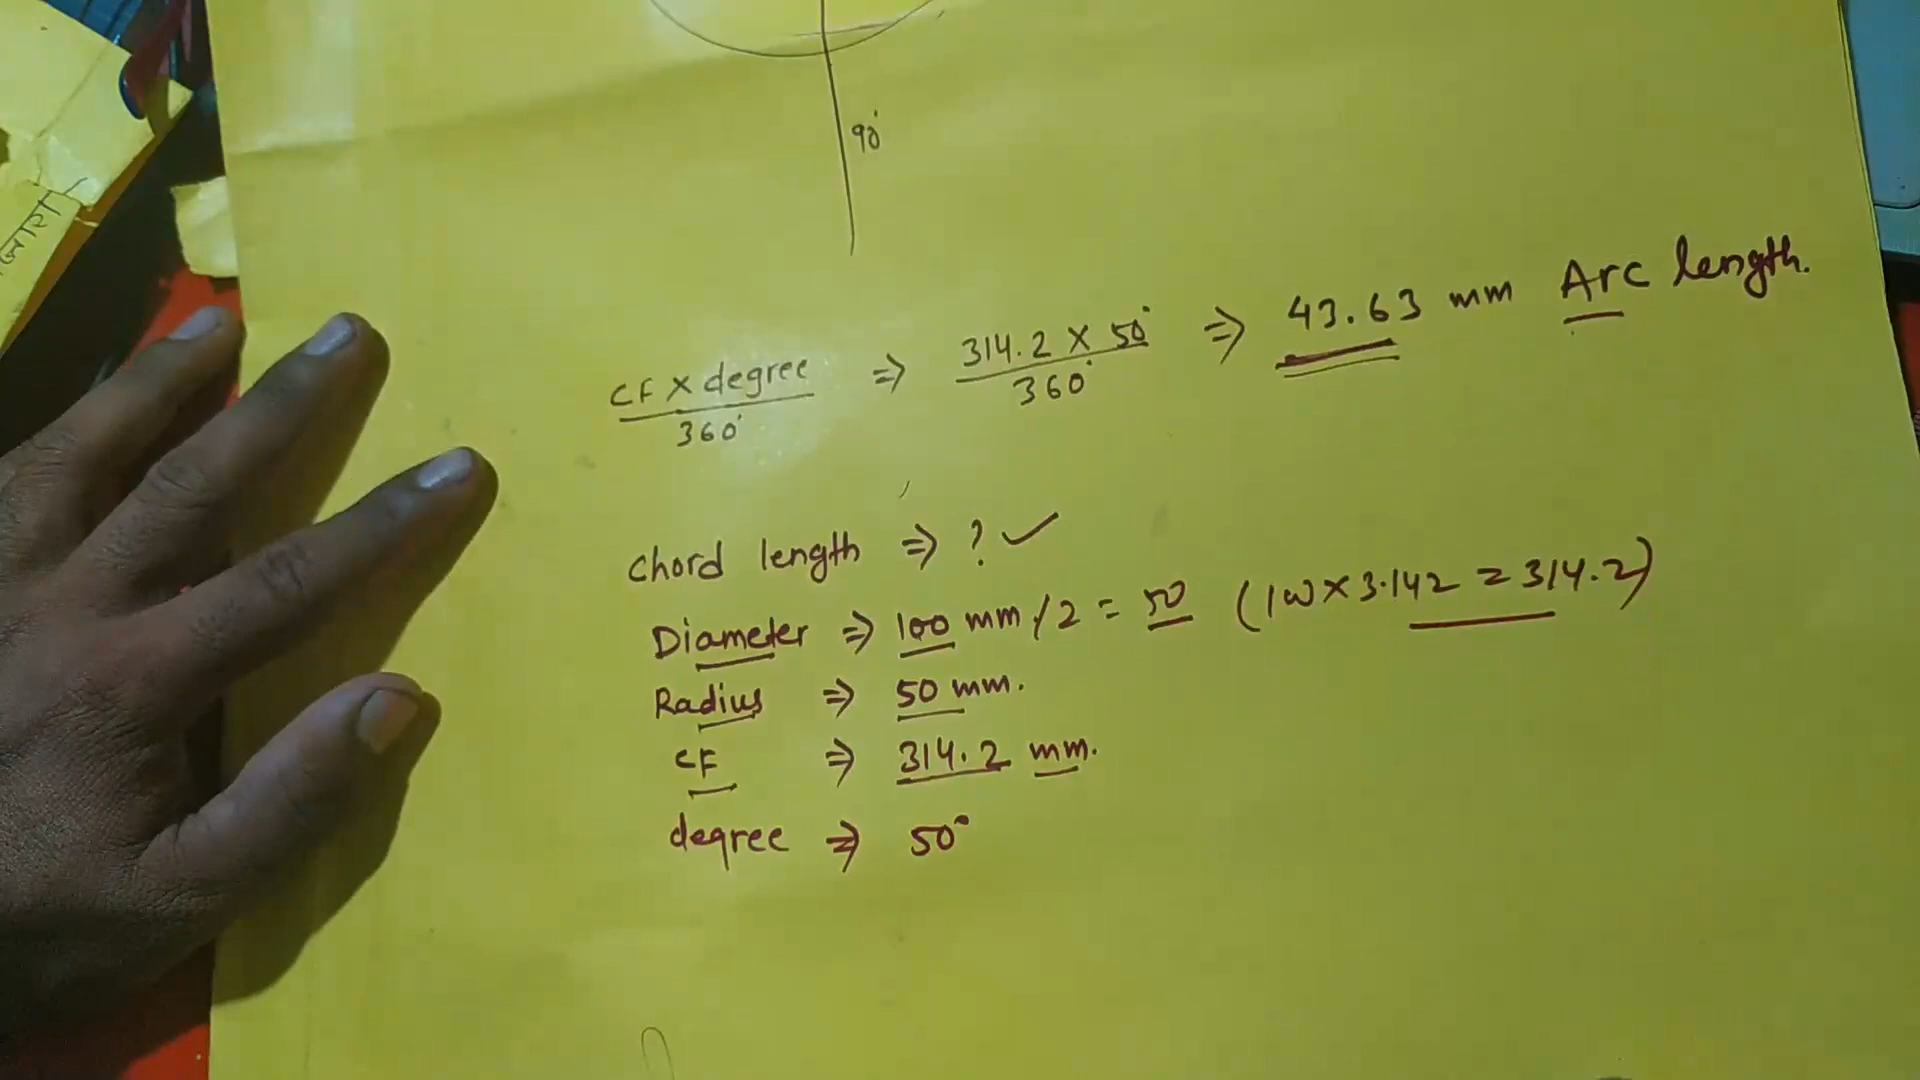 90°
CF X degree / 360° ⇒ 314.2 X 50° / 360° ⇒ 43.63 mm Arc length.
Chord length ⇒ ? ✓
Diameter ⇒ 100 mm / 2 = 50 (100 X 3.142 = 314.2)
Radius ⇒ 50 mm.
CF ⇒ 314.2 mm.
degree ⇒ 50°